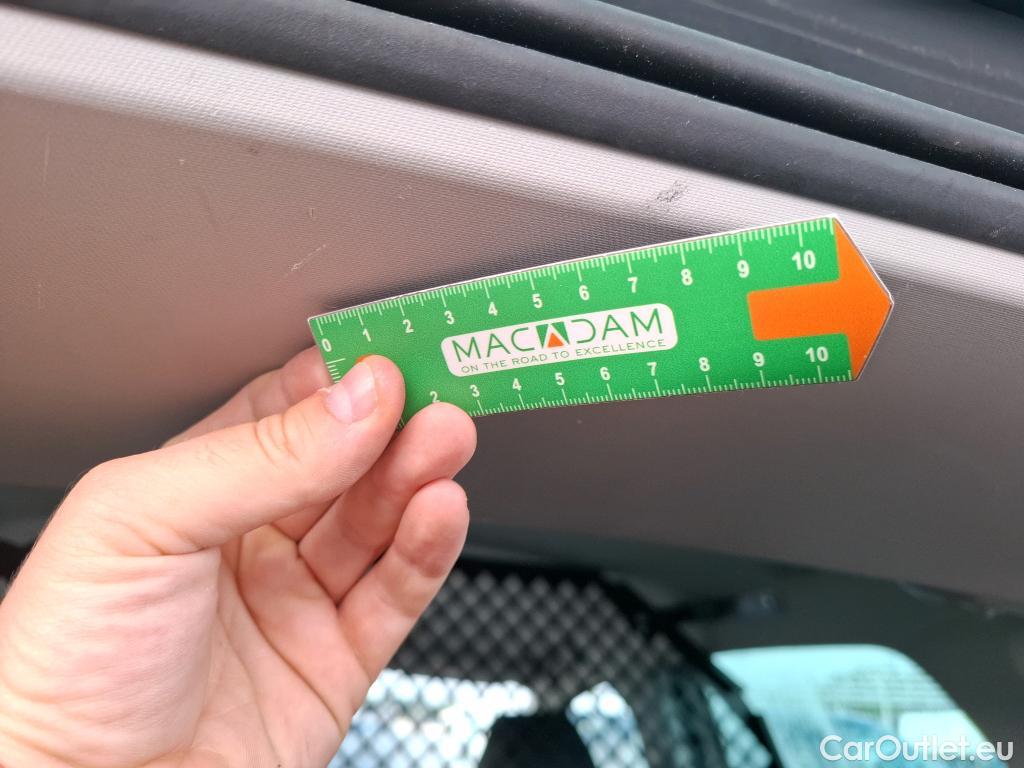 0 1 2 3 4 5 6 7 8 9 10
MACADAM
ON THE ROAD TO EXCELLENCE
2 3 4 5 6 7 8 9 10
CarOutlet.eu